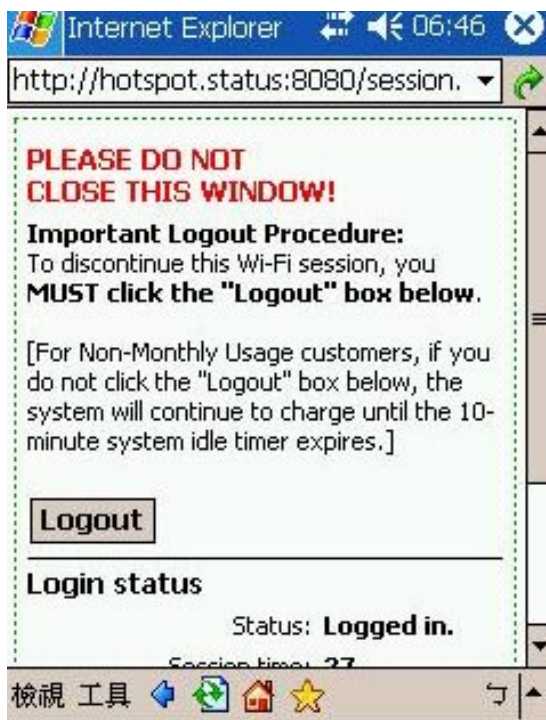 Internet Explorer 06:46
http://hotspot.status:8080/session.
PLEASE DO NOT
CLOSE THIS WINDOW!
Important Logout Procedure:
To discontinue this Wi-Fi session, you
MUST click the "Logout" box below.
[For Non-Monthly Usage customers, if you
do not click the "Logout" box below, the
system will continue to charge until the 10-
minute system idle timer expires.]
Logout
Login status
Status: Logged in.
Session time: 27
檢視 工具 ㄅ